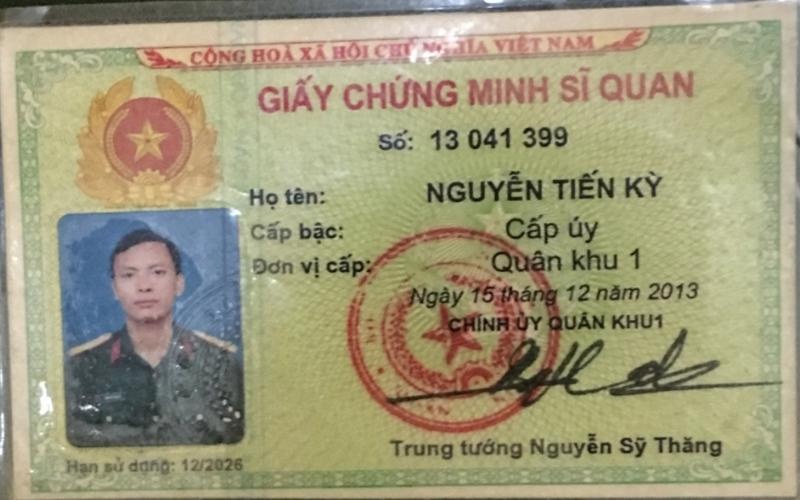 CỘNG HOÀ XÃ HỘI CHỦ NGHĨA VIỆT NAM
GIẤY CHỨNG MINH SĨ QUAN
Số: 13 041 399
Họ tên: NGUYỄN TIẾN KỲ
Cấp bậc: Cấp úy
Đơn vị cấp: Quân khu 1
Ngày 15 tháng 12 năm 2013
CHÍNH ỦY QUÂN KHU1
Trung tướng Nguyễn Sỹ Thăng
Hạn sử dụng: 12/2026